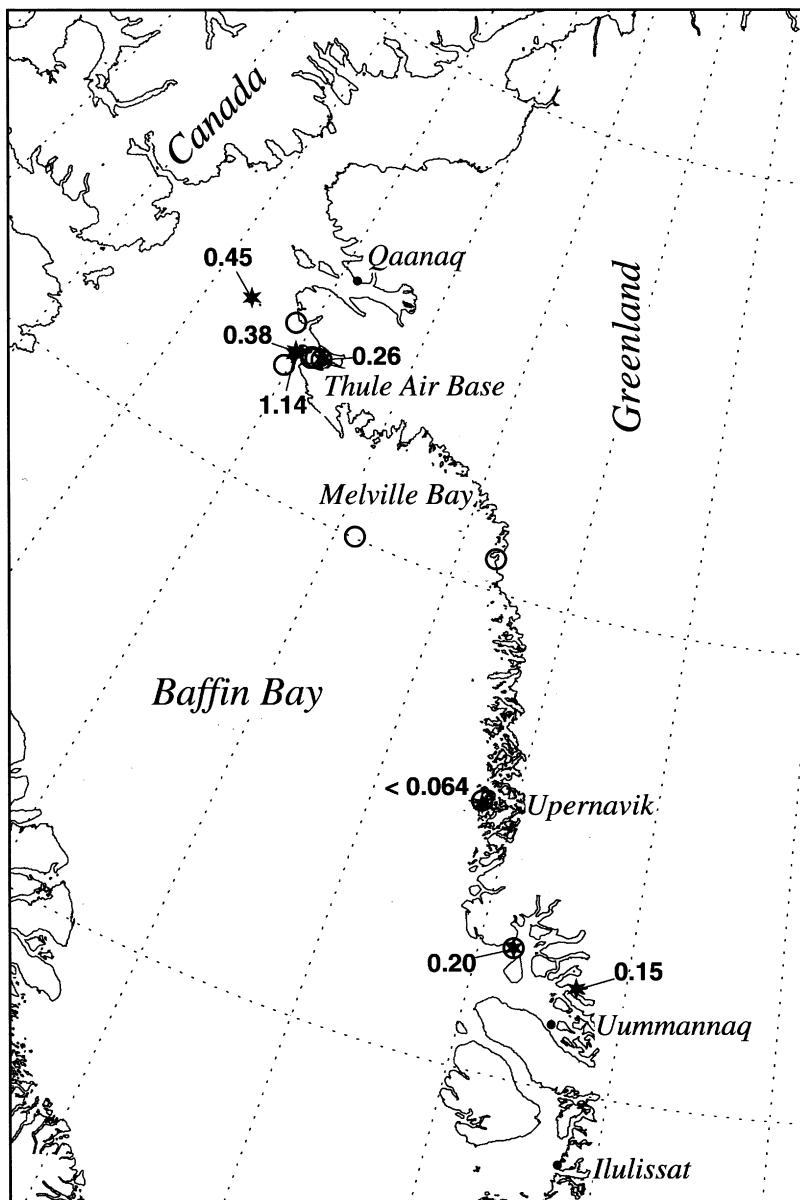 Canada
0.45
Qaanaq
Greenland
0.38
0.26
Thule Air Base
1.14
Melville Bay
Baffin Bay
< 0.064
Upernavik
0.20
0.15
Uummannaq
Ilulissat